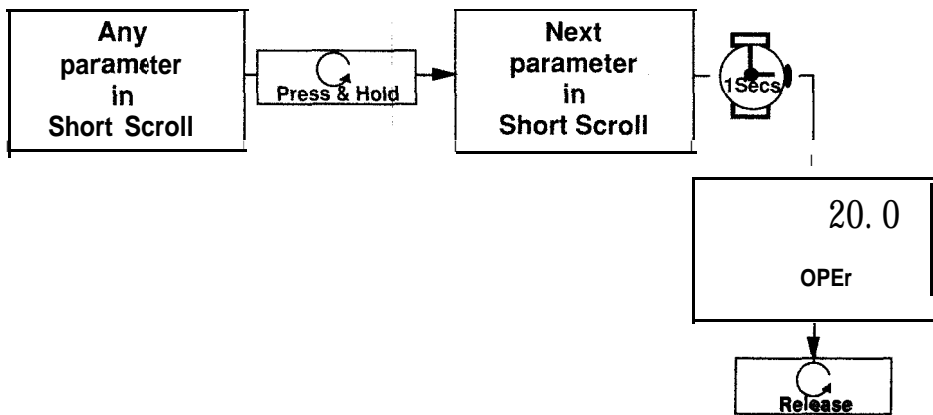 Any
parameter
in
Short Scroll
Press & Hold
Next
parameter
in
Short Scroll
1Secs
20.0
OPEr
Release